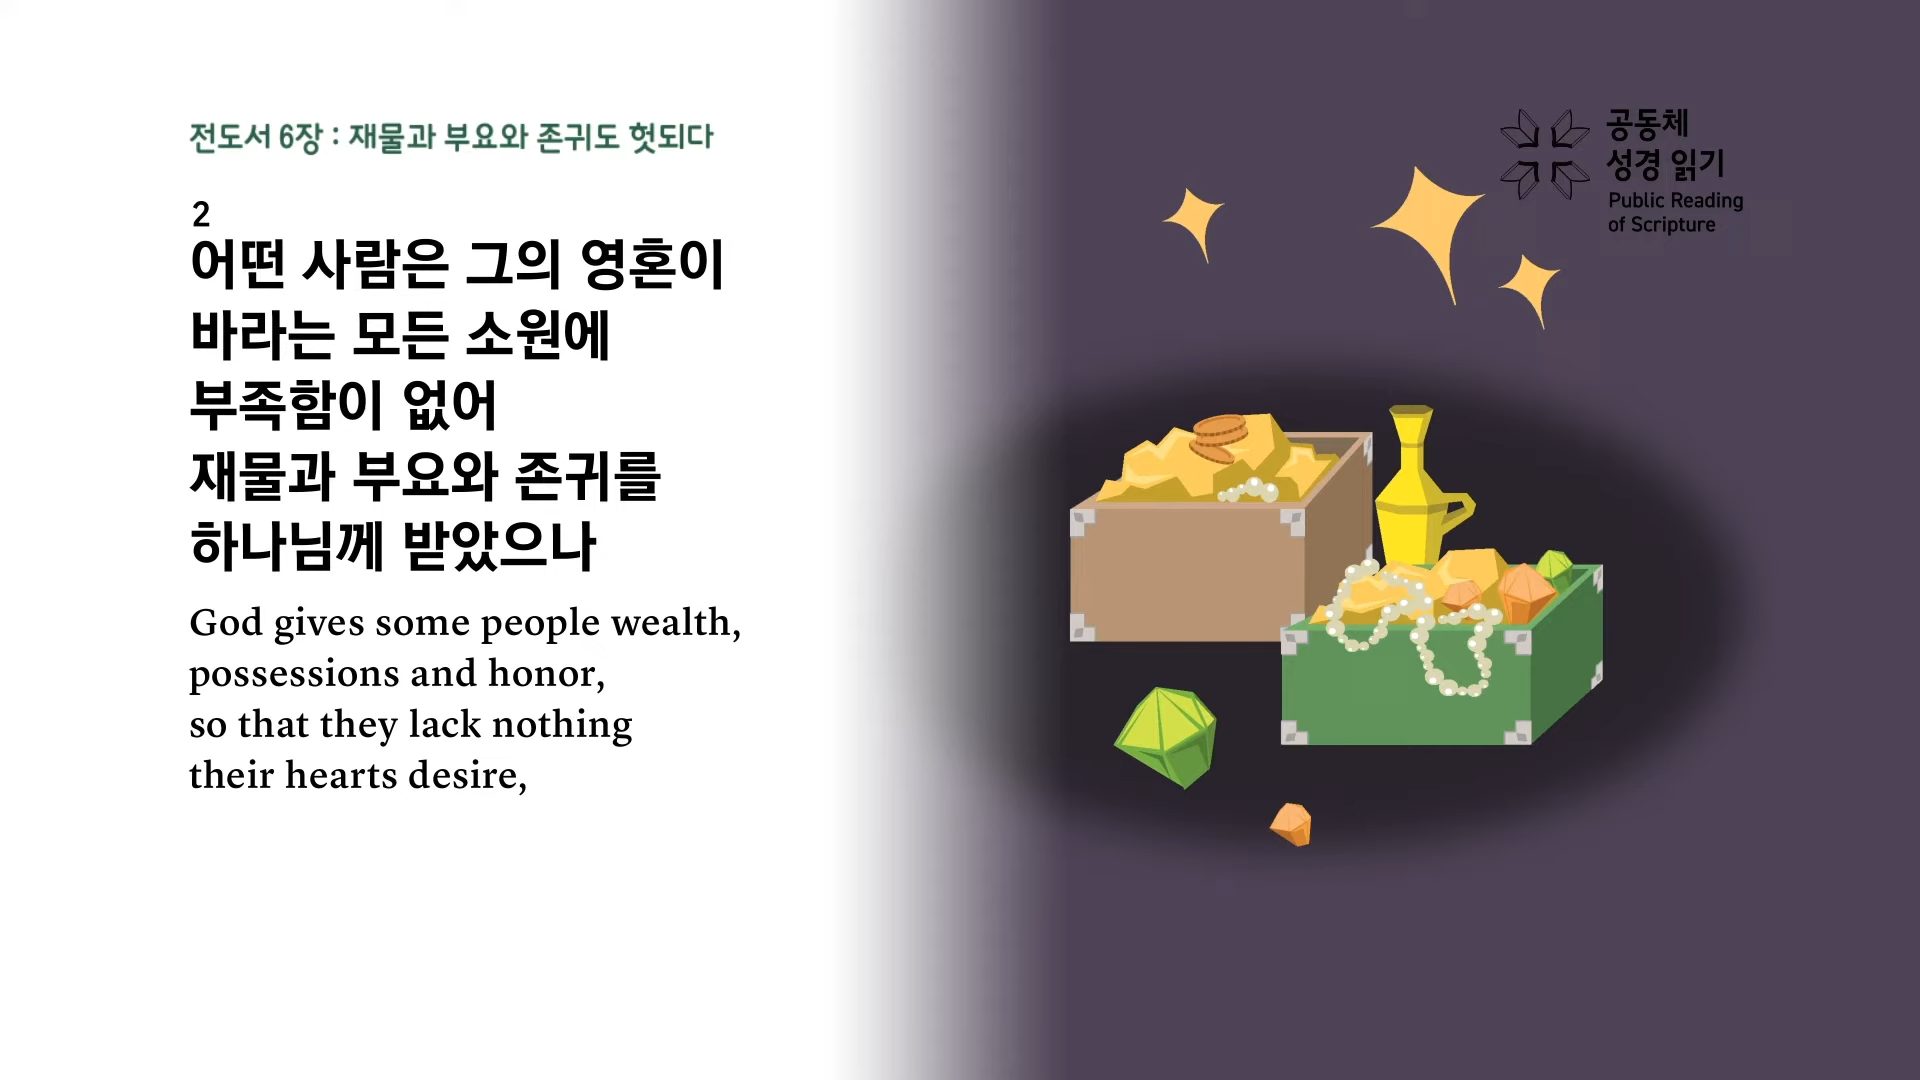 전도서 6장 : 재물과 부요와 존귀도 헛되다
2
어떤 사람은 그의 영혼이
바라는 모든 소원에
부족함이 없어
재물과 부요와 존귀를
하나님께 받았으나
God gives some people wealth,
possessions and honor,
so that they lack nothing
their hearts desire,
공동체
성경 읽기
Public Reading
of Scripture